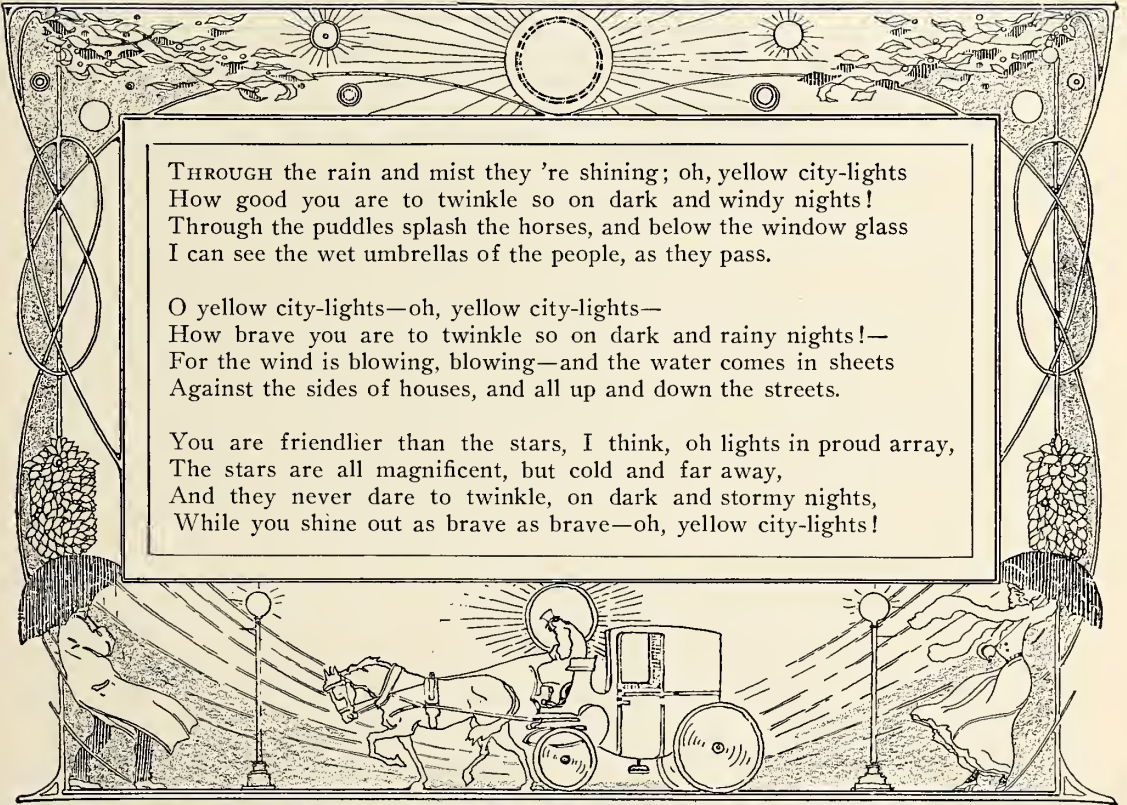 THROUGH the rain and mist they 're shining; oh, yellow city-lights
How good you are to twinkle so on dark and windy nights!
Through the puddles splash the horses, and below the window glass
I can see the wet umbrellas of the people, as they pass.

O yellow city-lights—oh, yellow city-lights—
How brave you are to twinkle so on dark and rainy nights!—
For the wind is blowing, blowing—and the water comes in sheets
Against the sides of houses, and all up and down the streets.

You are friendlier than the stars, I think, oh lights in proud array,
The stars are all magnificent, but cold and far away,
And they never dare to twinkle, on dark and stormy nights,
While you shine out as brave as brave—oh, yellow city-lights!